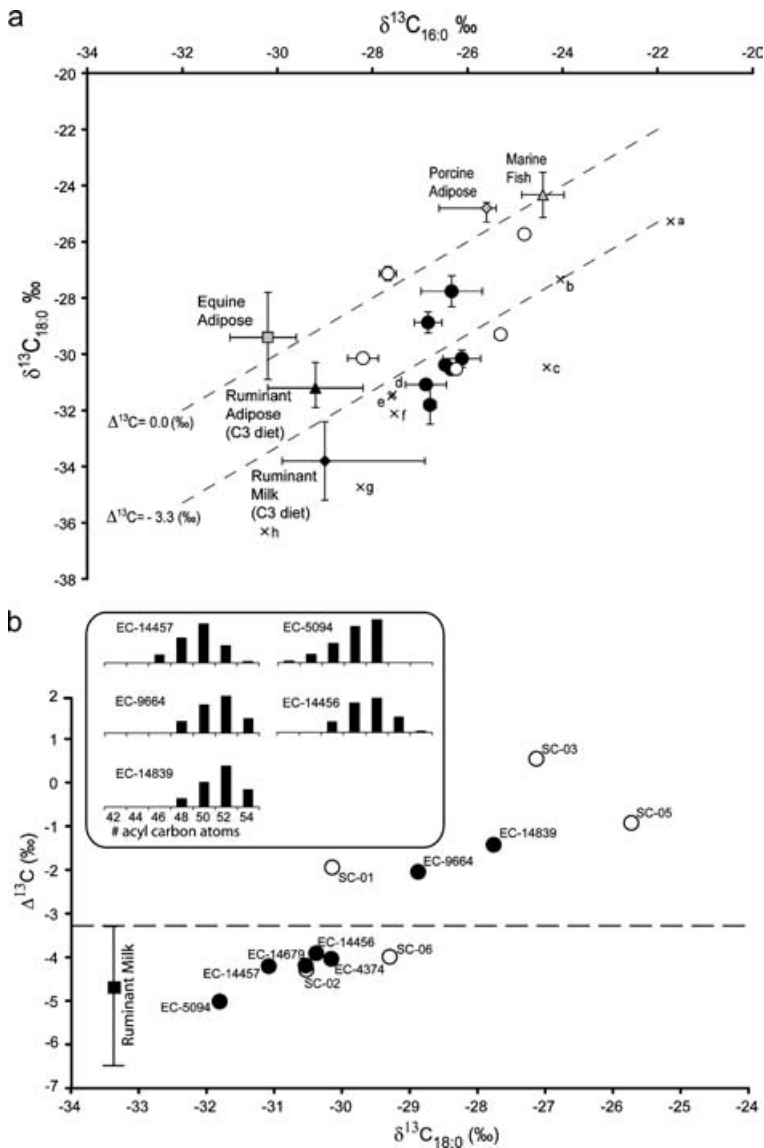 a
δ¹³C₁₆:₀ ‰
-34 -32 -30 -28 -26 -24 -22 -20
-20
-22
-24
-26
-28
-30
-32
-34
-36
-38
δ¹³C₁₈:₀ ‰
Porcine
Adipose
Marine
Fish
a
b
Equine
Adipose
c
Ruminant
Adipose
(C3 diet)
d
e
f
Δ¹³C= 0.0 (‰)
Ruminant
Milk
(C3 diet)
g
Δ¹³C= - 3.3 (‰)
h
b
EC-14457
EC-5094
EC-9664
EC-14456
EC-14839
42 44 46 48 50 52 54
# acyl carbon atoms
2
1
0
-1
-2
-3
-4
-5
-6
-7
Δ¹³C (‰)
SC-03
SC-05
EC-14839
EC-9664
SC-01
EC-14456
EC-14679
SC-06
EC-14457
EC-4374
SC-02
EC-5094
Ruminant Milk
-34 -32 -30 -28 -26 -24
δ¹³C₁₈:₀ (‰)